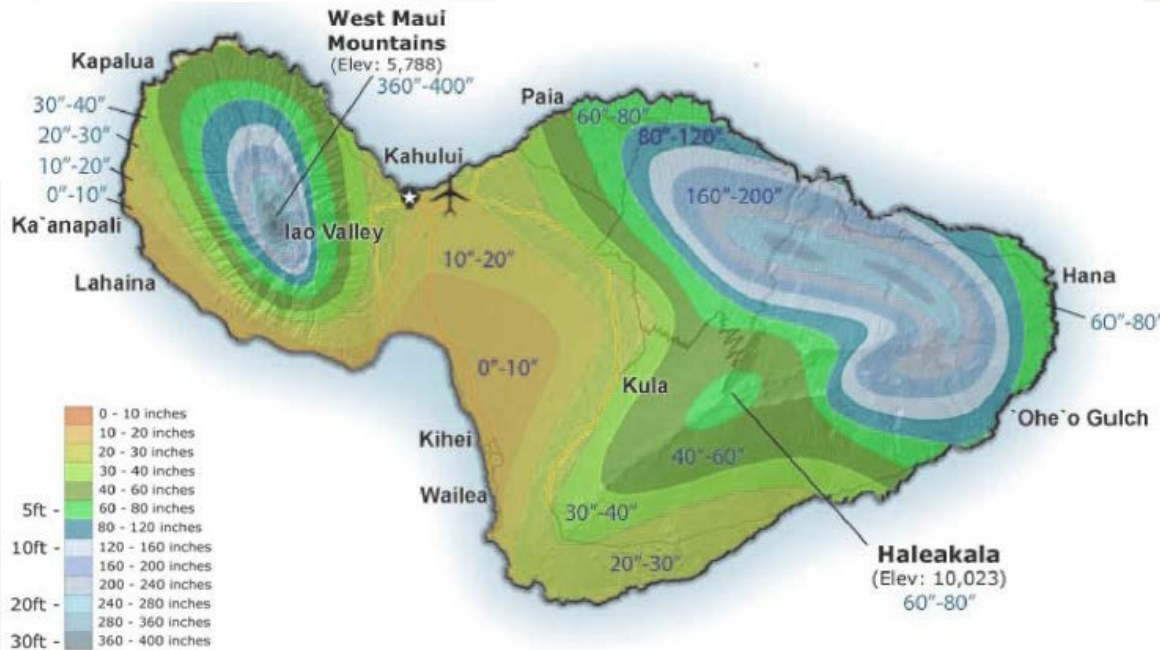 West Maui
Mountains
(Elev: 5,788)
360"-400"
Kapalua
30"-40"
20"-30"
10"-20"
0"-10"
Ka`anapali
Lahaina
Iao Valley
Kahului
Paia
60"-80"
80"-120"
160"-200"
10"-20"
0"-10"
Hana
60"-80"
Kula
`Ohe`o Gulch
Kihei
Wailea
40"-60"
30"-40"
20"-30"
Haleakala
(Elev: 10,023)
60"-80"
0 - 10 inches
10 - 20 inches
20 - 30 inches
30 - 40 inches
40 - 60 inches
5ft - 60 - 80 inches
80 - 120 inches
10ft - 120 - 160 inches
160 - 200 inches
200 - 240 inches
20ft - 240 - 280 inches
280 - 360 inches
30ft - 360 - 400 inches